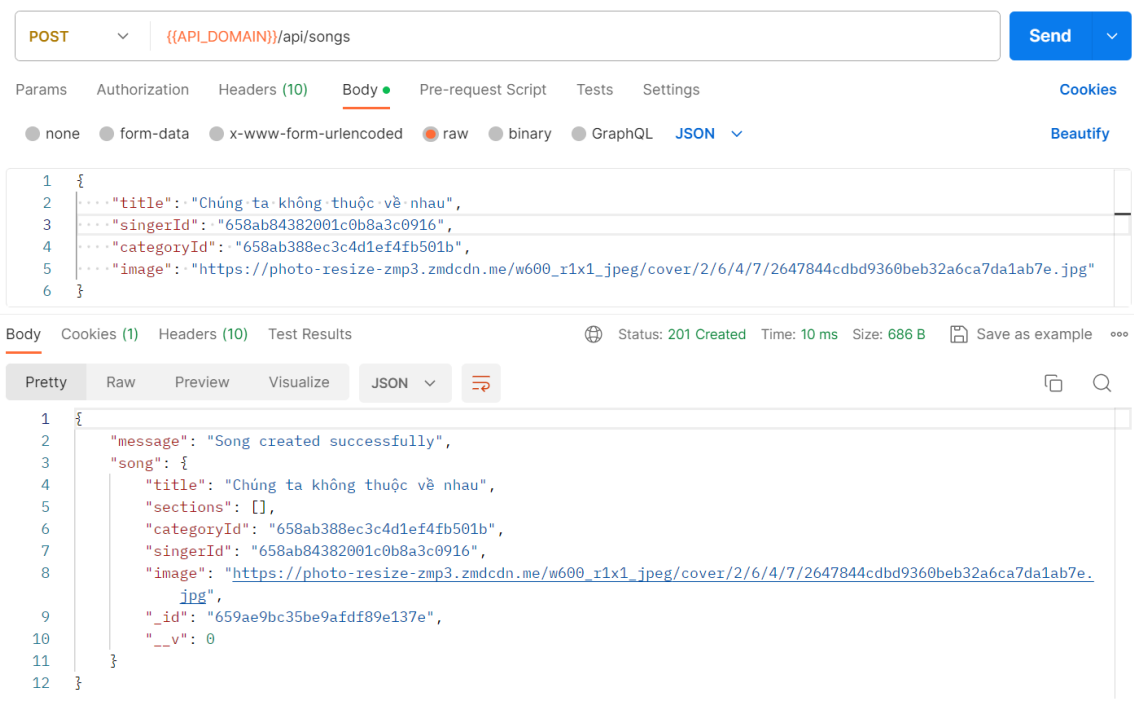 POST {{API_DOMAIN}}/api/songs Send
Params Authorization Headers (10) Body Pre-request Script Tests Settings Cookies
none form-data x-www-form-urlencoded raw binary GraphQL JSON Beautify
1 {
2 "title": "Chúng ta không thuộc về nhau",
3 "singerId": "658ab84382001c0b8a3c0916",
4 "categoryId": "658ab388ec3c4d1ef4fb501b",
5 "image": "https://photo-resize-zmp3.zmdcdn.me/w600_r1x1_jpeg/cover/2/6/4/7/2647844cdbd9360beb32a6ca7da1ab7e.jpg"
6 }
Body Cookies (1) Headers (10) Test Results Status: 201 Created Time: 10 ms Size: 686 B Save as example
Pretty Raw Preview Visualize JSON
1 {
2 "message": "Song created successfully",
3 "song": {
4 "title": "Chúng ta không thuộc về nhau",
5 "sections": [],
6 "categoryId": "658ab388ec3c4d1ef4fb501b",
7 "singerId": "658ab84382001c0b8a3c0916",
8 "image": "https://photo-resize-zmp3.zmdcdn.me/w600_r1x1_jpeg/cover/2/6/4/7/2647844cdbd9360beb32a6ca7da1ab7e.
jpg",
9 "_id": "659ae9bc35be9afdf89e137e",
10 "__v": 0
11 }
12 }